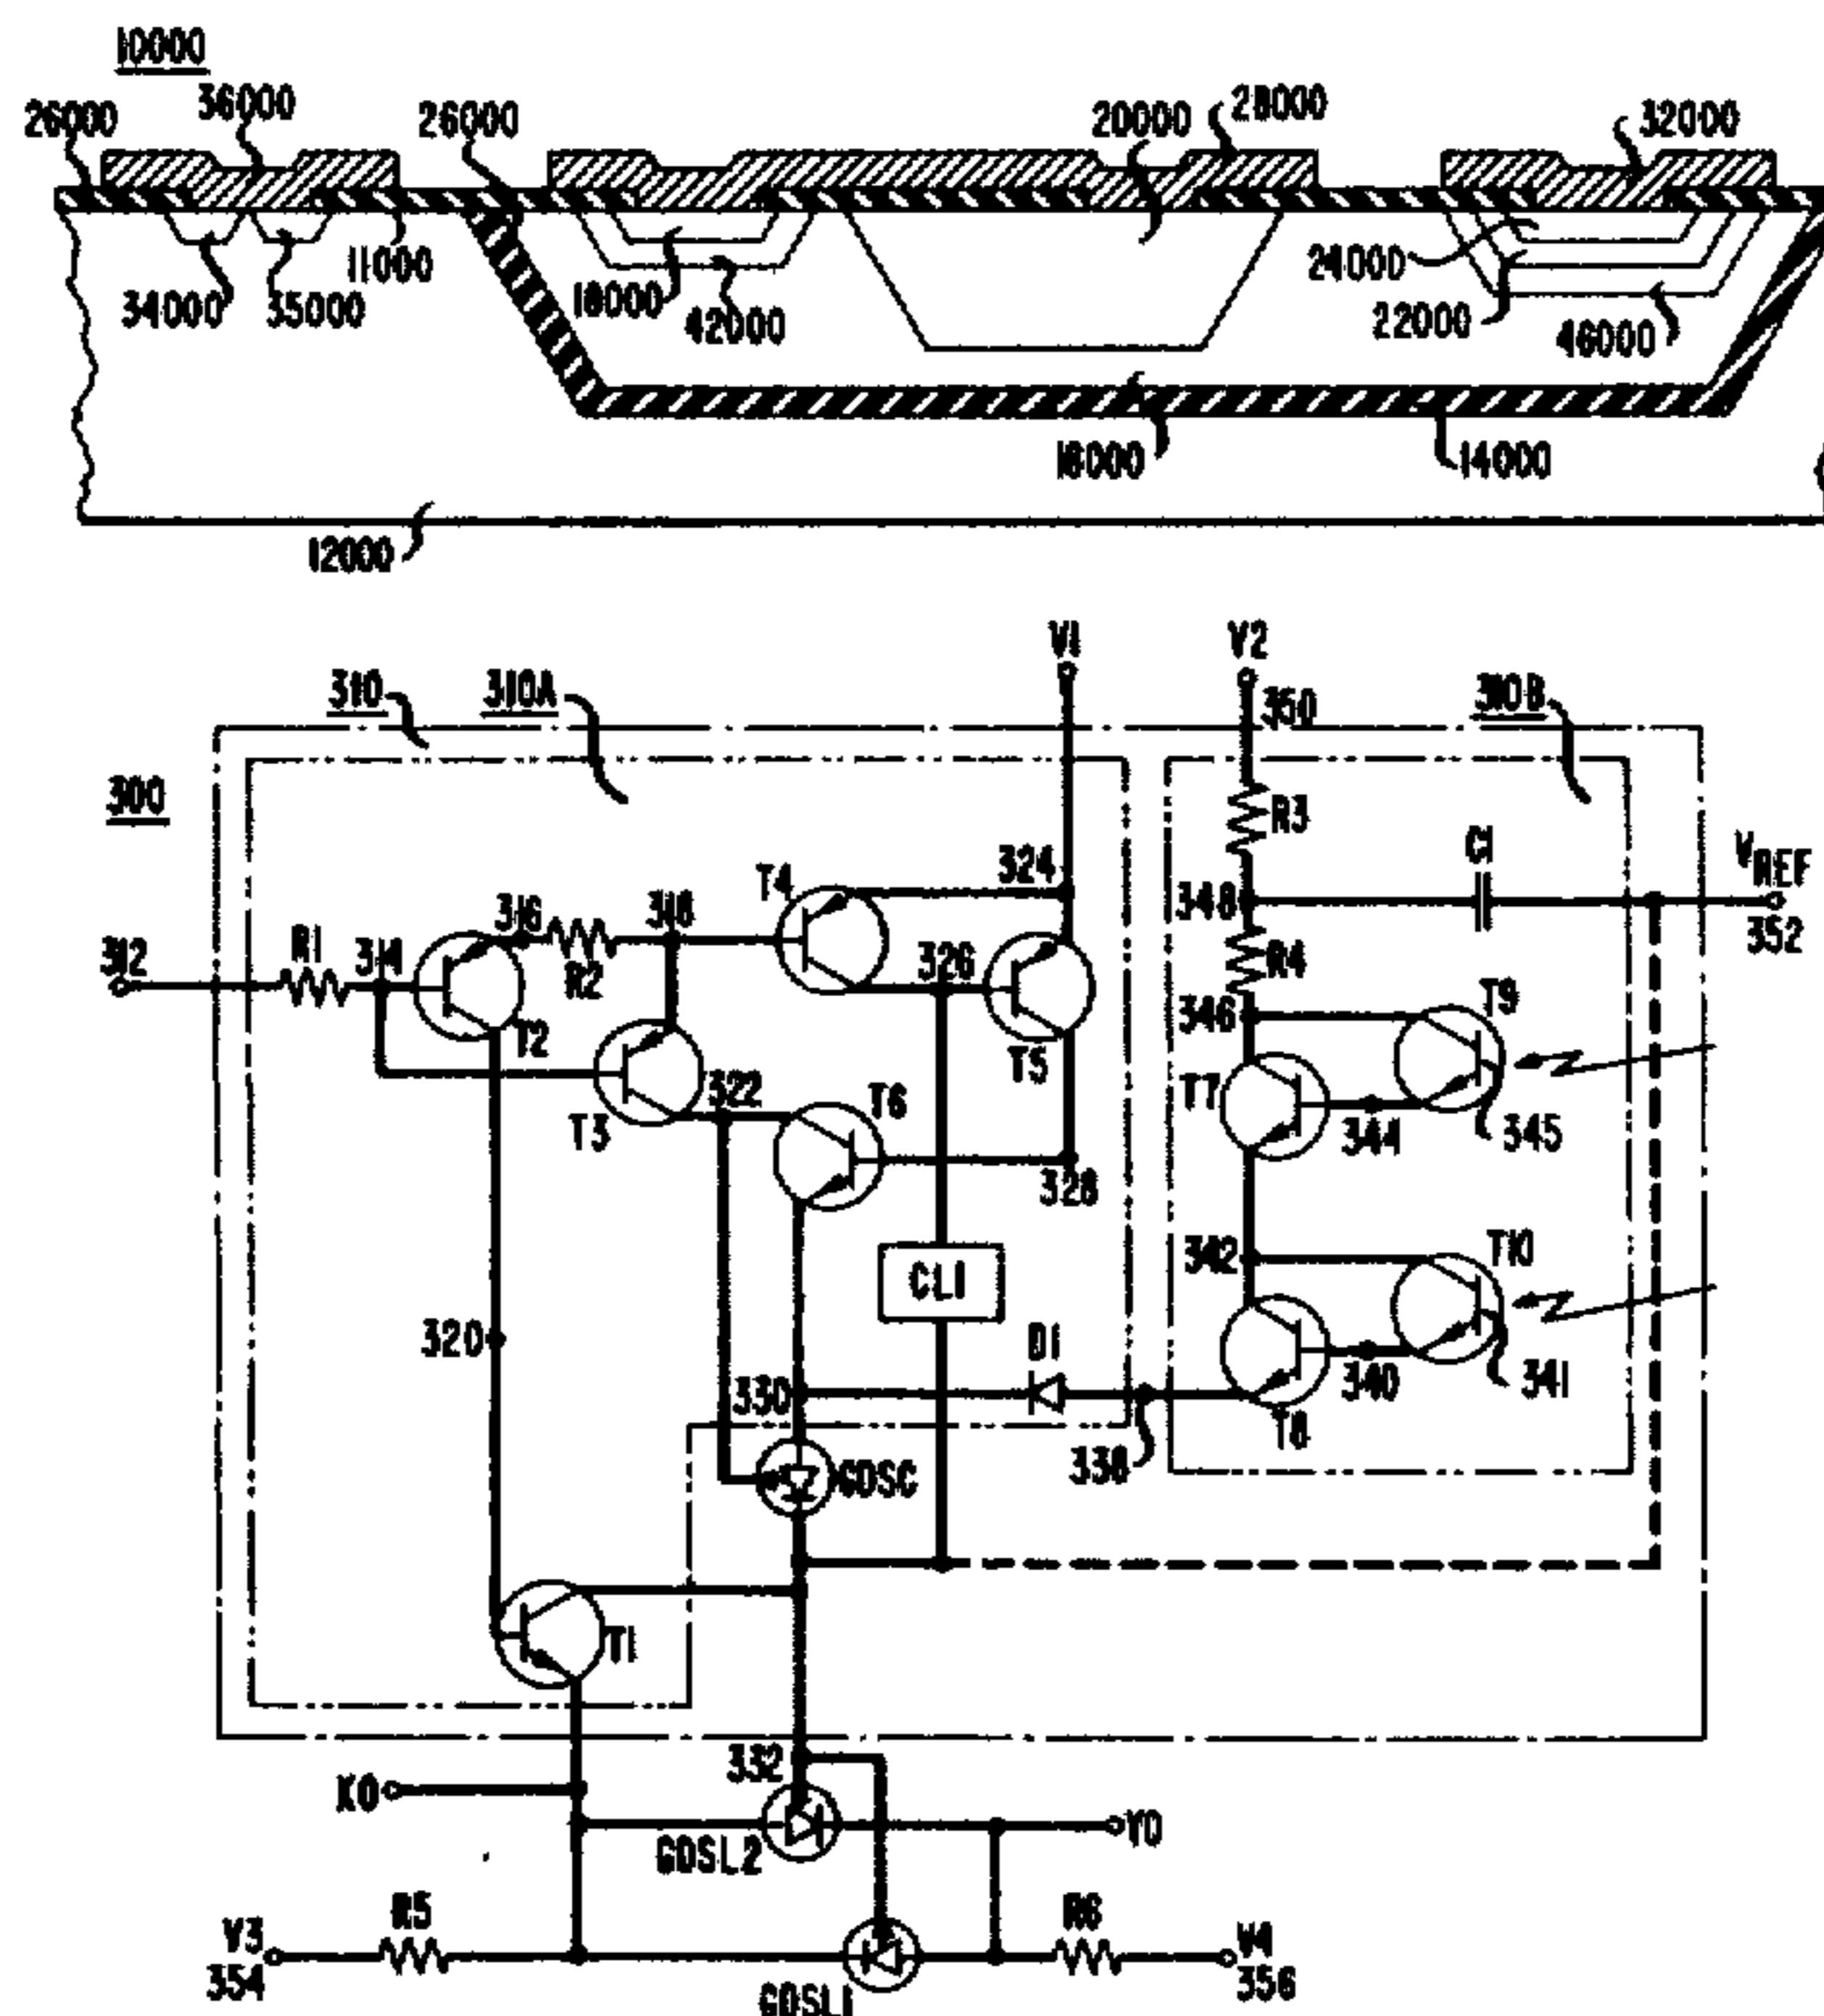 10000
26000 36000 26000 20000 28000 32000
34000 35000 11000 18000 42000 24000 22000 46000
16000 14000
12000
V1 V2
310 310A 350 310B
300 R3
T4 324 C1 VREF
316 318 348 352
312 R1 314 R2 326 R4
T2 T5 346 T9
T3 322 T6 T7 344 345
328
CL1 342 T10
320 D1 340 341
330 T8
GDSC 338
T1
332
X0 GDSL2 Y0
V3 R5 R6 V4
354 GDSL1 356